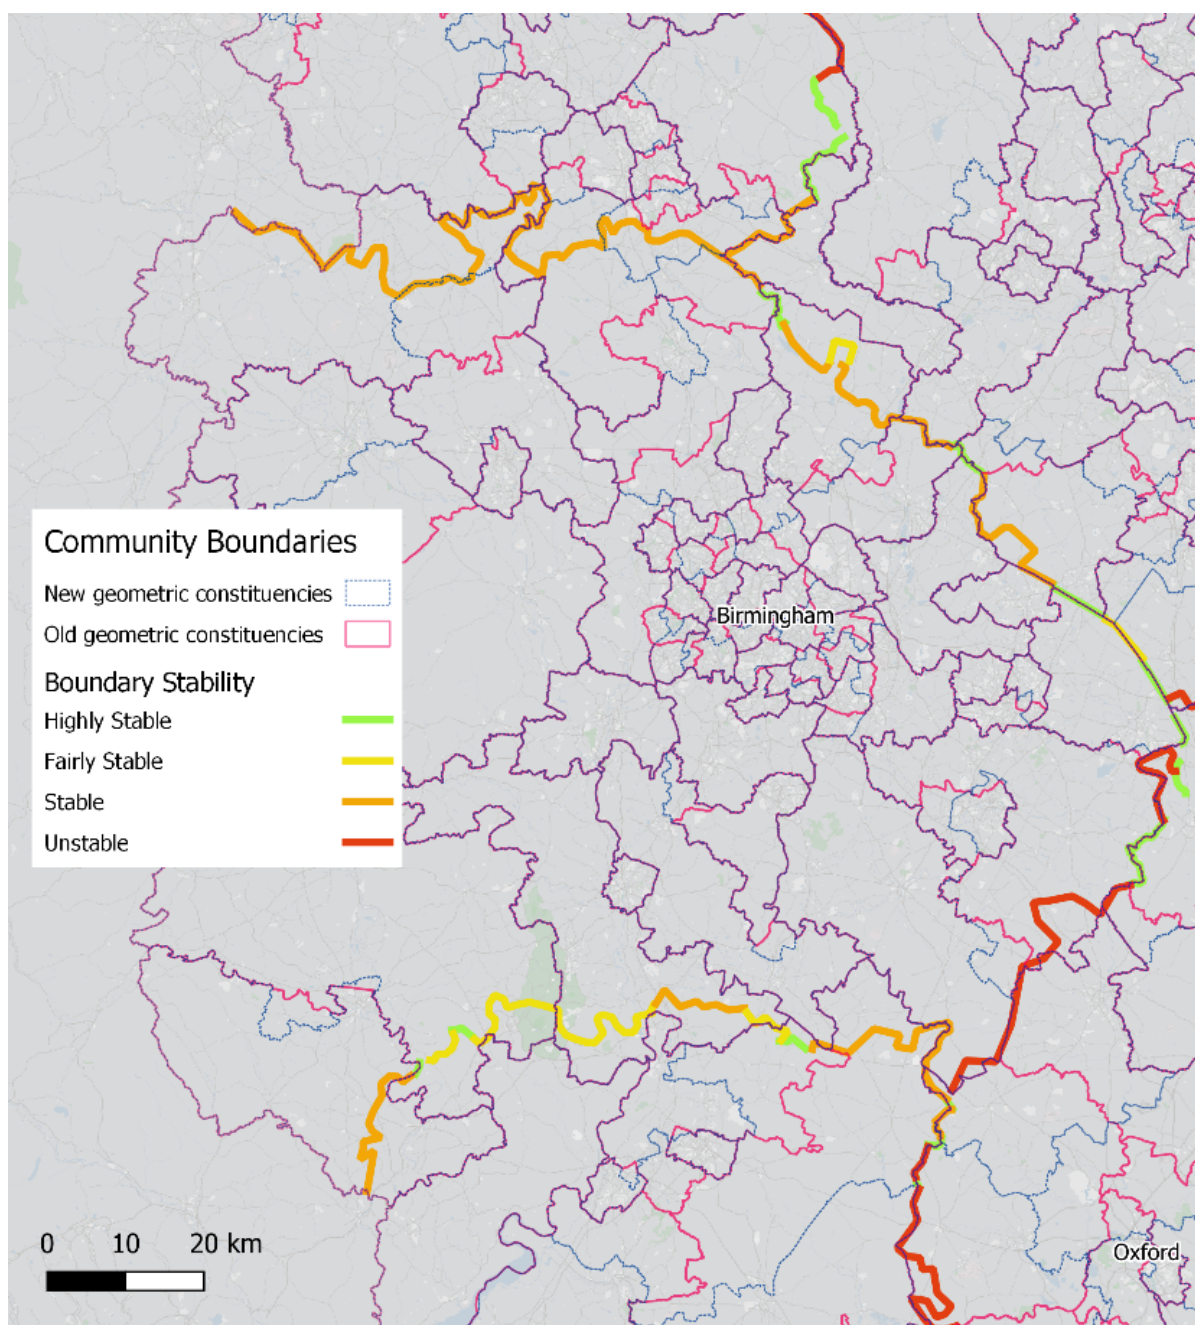 Community Boundaries
New geometric constituencies
Old geometric constituencies
Boundary Stability
Highly Stable
Fairly Stable
Stable
Unstable
Birmingham
0 10 20 km
Oxford